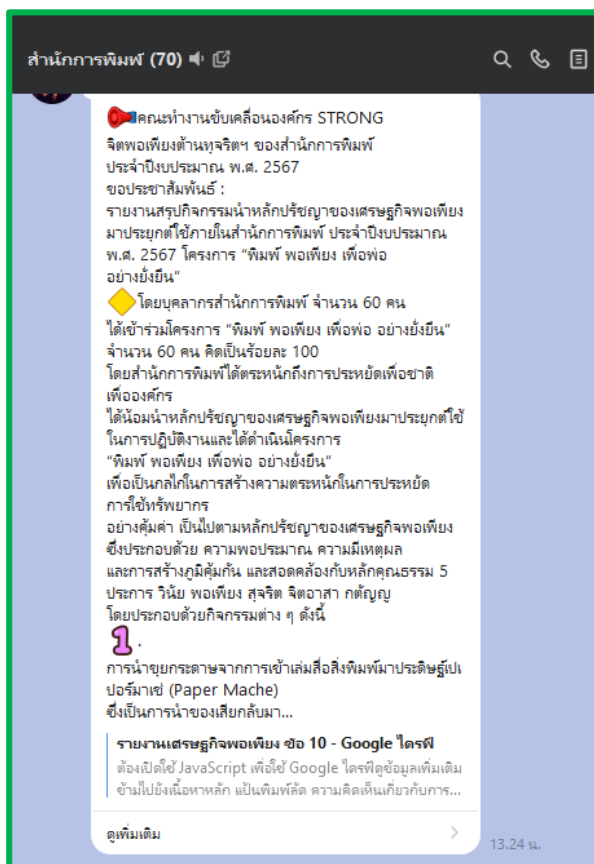 สำนักการพิมพ์ (70)
คณะทำงานขับเคลื่อนองค์กร STRONG
จิตพอเพียงต้านทุจริตฯ ของสำนักการพิมพ์
ประจำปีงบประมาณ พ.ศ. 2567
ขอประชาสัมพันธ์ :
รายงานสรุปกิจกรรมนำหลักปรัชญาของเศรษฐกิจพอเพียง
มาประยุกต์ใช้ภายในสำนักการพิมพ์ ประจำปีงบประมาณ
พ.ศ. 2567 โครงการ “พิมพ์ พอเพียง เพื่อพ่อ
อย่างยั่งยืน”
โดยบุคลากรสำนักการพิมพ์ จำนวน 60 คน
ได้เข้าร่วมโครงการ “พิมพ์ พอเพียง เพื่อพ่อ อย่างยั่งยืน”
จำนวน 60 คน คิดเป็นร้อยละ 100
โดยสำนักการพิมพ์ได้ตระหนักถึงการประหยัดเพื่อชาติ
เพื่อองค์กร
ได้น้อมนำหลักปรัชญาของเศรษฐกิจพอเพียงมาประยุกต์ใช้
ในการปฏิบัติงานและได้ดำเนินโครงการ
“พิมพ์ พอเพียง เพื่อพ่อ อย่างยั่งยืน”
เพื่อเป็นกลไกในการสร้างความตระหนักในการประหยัด
การใช้ทรัพยากร
อย่างคุ้มค่า เป็นไปตามหลักปรัชญาของเศรษฐกิจพอเพียง
ซึ่งประกอบด้วย ความพอประมาณ ความมีเหตุผล
และการสร้างภูมิคุ้มกัน และสอดคล้องกับหลักคุณธรรม 5
ประการ วินัย พอเพียง สุจริต จิตอาสา กตัญญู
โดยประกอบด้วยกิจกรรมต่าง ๆ ดังนี้
1 .
การนำขุยกระดาษจากการเข้าเล่มสื่อสิ่งพิมพ์มาประดิษฐ์เป
เปอร์มาเช่ (Paper Mache)
ซึ่งเป็นการนำของเสียกลับมา...
รายงานเศรษฐกิจพอเพียง ข้อ 10 - Google ไดรฟ์
ต้องเปิดใช้ JavaScript เพื่อใช้ Google ไดรฟ์ดูข้อมูลเพิ่มเติม
ข้ามไปยังเนื้อหาหลัก แป้นพิมพ์ลัด ความคิดเห็นเกี่ยวกับการ...
ดูเพิ่มเติม
13.24 น.